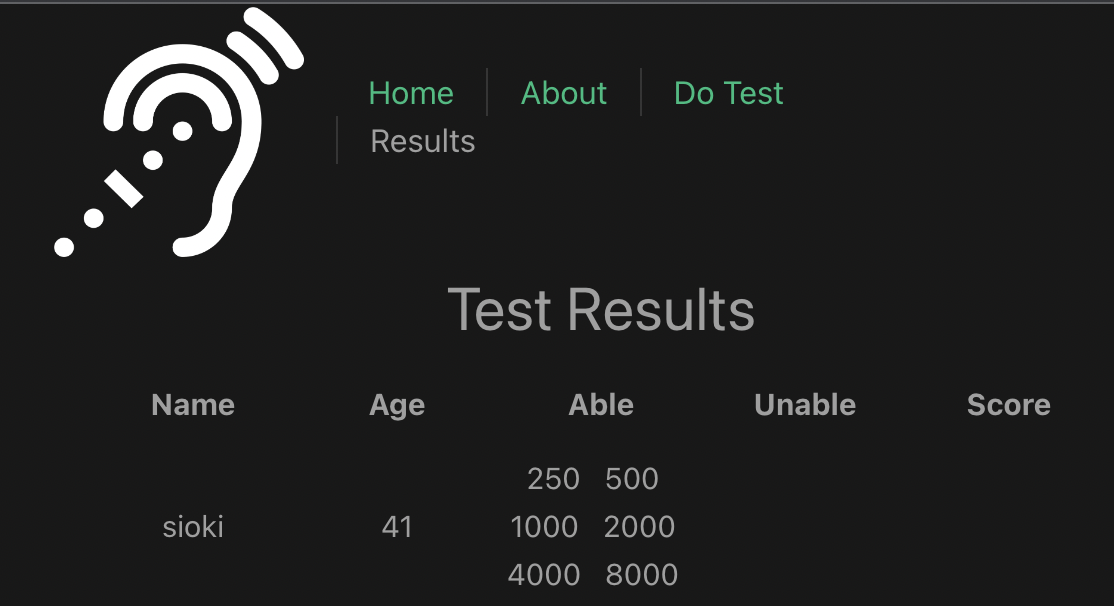 Home About Do Test
Results
Test Results
Name Age Able Unable Score
250 500
sioki 41 1000 2000
4000 8000